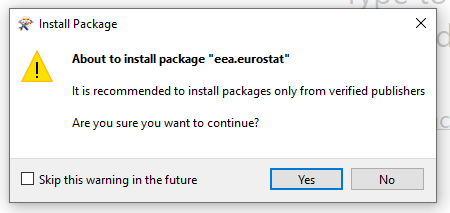 Install Package
About to install package "eea.eurostat"
It is recommended to install packages only from verified publishers
Are you sure you want to continue?
Skip this warning in the future
Yes
No